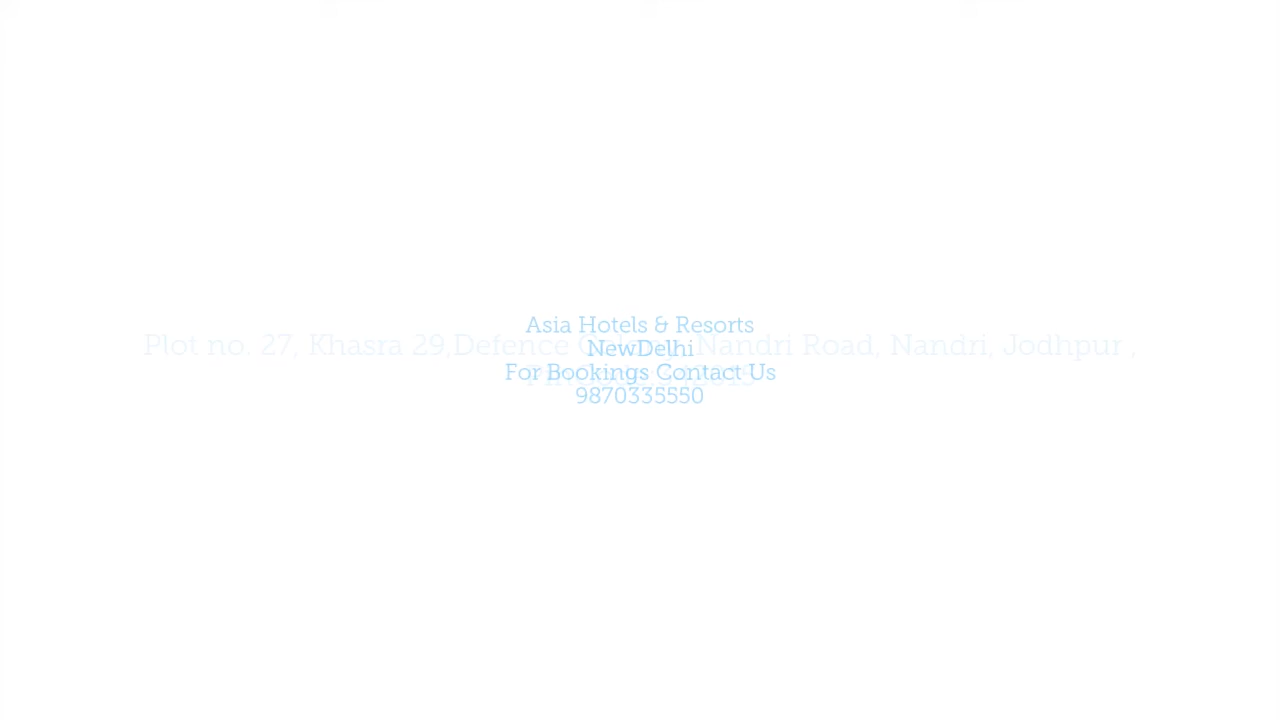 Asia Hotels & Resorts
NewDelhi
For Bookings Contact Us
9870335550
Plot no. 27, Khasra 29,Defence Nandri Road, Nandri, Jodhpur ,